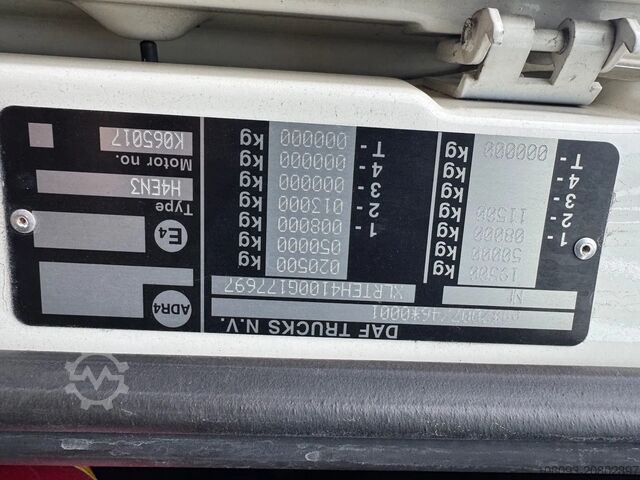 DAF TRUCKS N.V.
XLRTEH4100G177697
19500 kg
50000 kg
1- 08000 kg
2- 11500 kg
3- kg
4- kg
T- 000000 kg
020500 kg
050000 kg
1- 008000 kg
2- 013000 kg
3- 000000 kg
4- 000000 kg
T- 000000 kg
ADR4
E4
Type
H4EN3
Motor no.
K065017